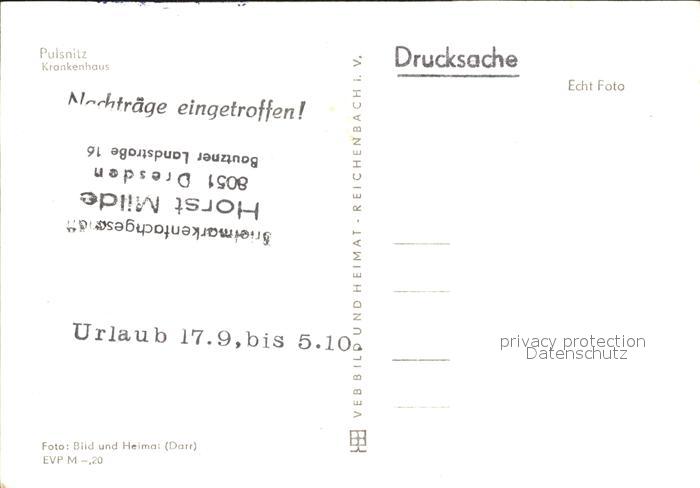 Pulsnitz
Krankenhaus
Nachträge eingetroffen!
Briefmarkenfachgeschäft
Horst Milde
8051 Dresden
Bautzner Landstraße 16
Urlaub 17.9,bis 5.10.
Foto: Bild und Heimat (Darr)
EVP M –,20
VEB BILD UND HEIMAT - REICHENBACH I. V.
Drucksache
Echt Foto
privacy protection
Datenschutz